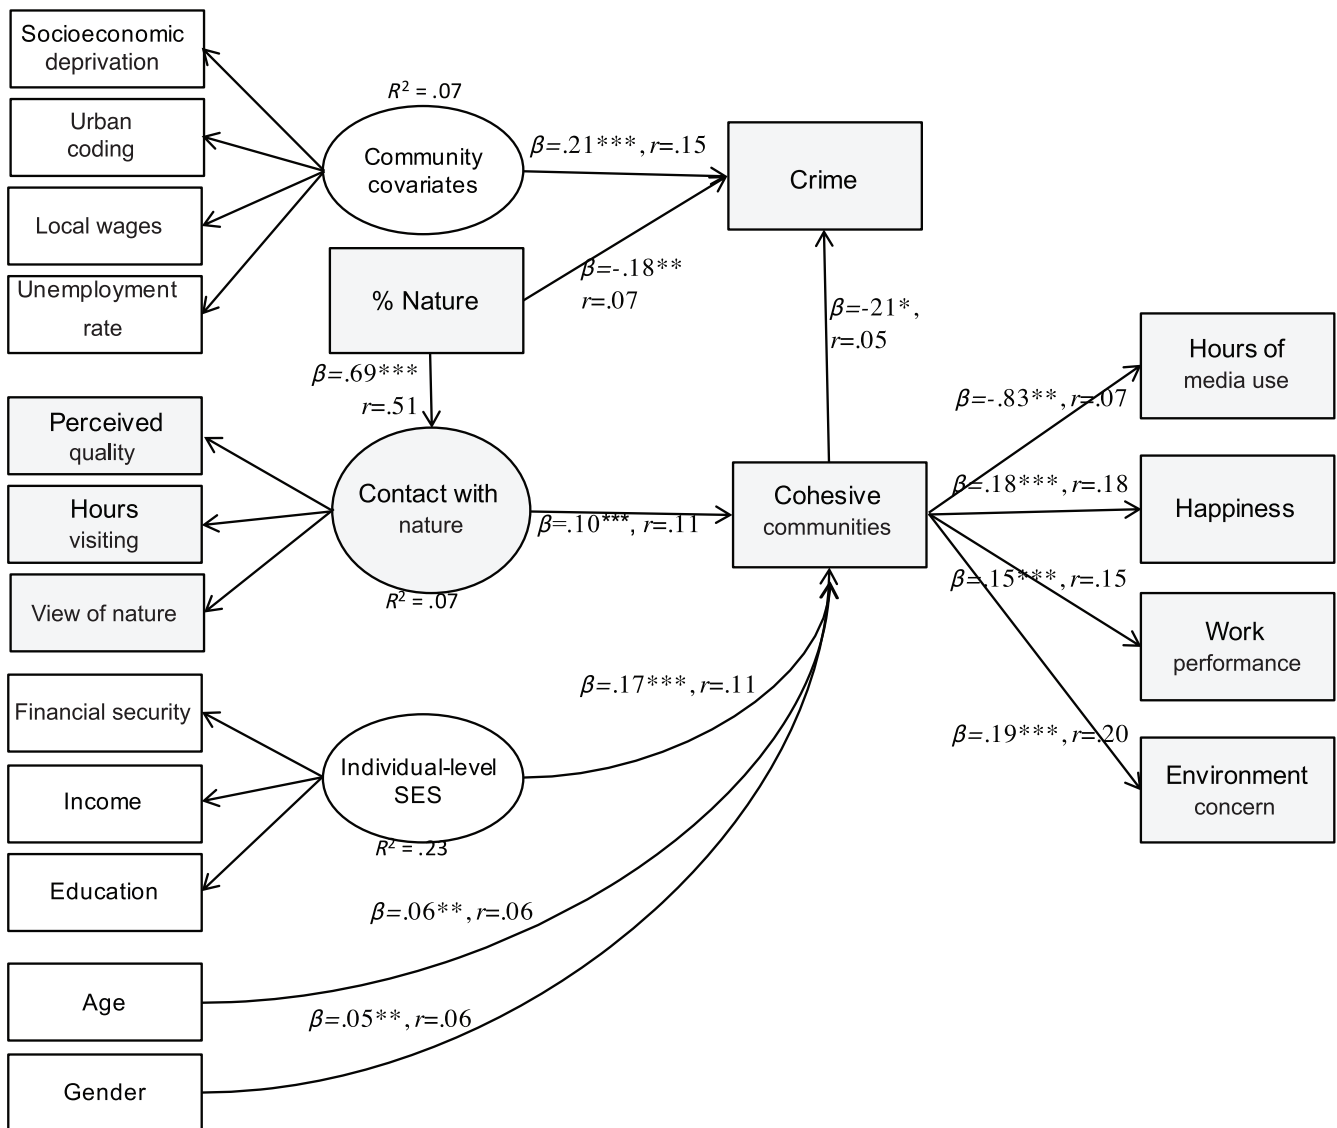 Socioeconomic
deprivation
Urban
coding
Local wages
Unemployment
rate
R² = .07
Community
covariates
β=.21***, r=.15
Crime
% Nature
β=-.18**
r=.07
β=-21*,
r=.05
β=.69***
r=.51
Perceived
quality
Hours
visiting
View of nature
Contact with
nature
R² = .07
β=.10***, r=.11
Cohesive
communities
β=-.83**, r=.07
Hours of
media use
β=.18***, r=.18
Happiness
β=.15***, r=.15
Work
performance
β=.19***, r=.20
Environment
concern
Financial security
Income
Education
Individual-level
SES
R² = .23
β=.17***, r=.11
β=.06**, r=.06
Age
β=.05**, r=.06
Gender